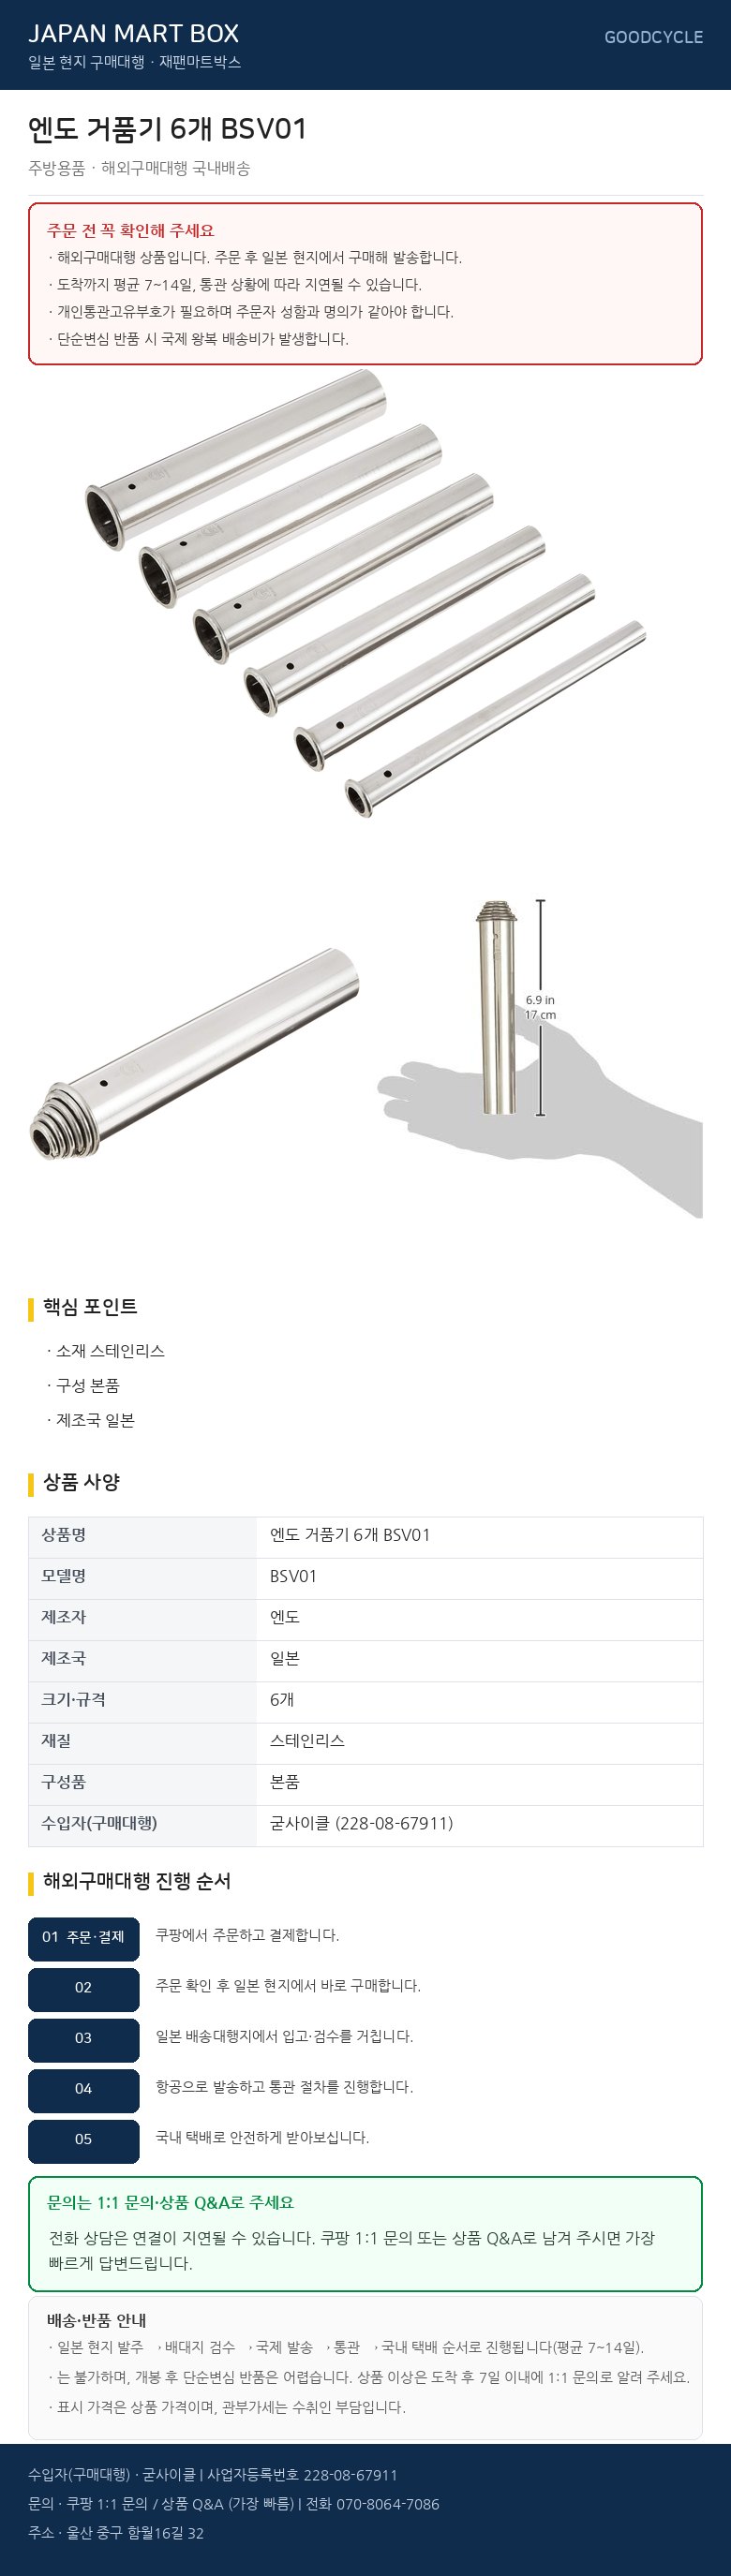 JAPAN MART BOX
GOODCYCLE
일본 현지 구매대행 · 재팬마트박스
엔도 거품기 6개 BSV01
주방용품 · 해외구매대행 국내배송
주문 전 꼭 확인해 주세요
· 해외구매대행 상품입니다. 주문 후 일본 현지에서 구매해 발송합니다.
· 도착까지 평균 7~14일, 통관 상황에 따라 지연될 수 있습니다.
· 개인통관고유부호가 필요하며 주문자 성함과 명의가 같아야 합니다.
· 단순변심 반품 시 국제 왕복 배송비가 발생합니다.
6.9 in
17 cm
핵심 포인트
· 소재 스테인리스
· 구성 본품
· 제조국 일본
상품 사양
상품명 엔도 거품기 6개 BSV01
모델명 BSV01
제조자 엔도
제조국 일본
크기·규격 6개
재질 스테인리스
구성품 본품
수입자(구매대행) 굳사이클 (228-08-67911)
해외구매대행 진행 순서
01 주문·결제 쿠팡에서 주문하고 결제합니다.
02 주문 확인 후 일본 현지에서 바로 구매합니다.
03 일본 배송대행지에서 입고·검수를 거칩니다.
04 항공으로 발송하고 통관 절차를 진행합니다.
05 국내 택배로 안전하게 받아보십니다.
문의는 1:1 문의·상품 Q&A로 주세요
전화 상담은 연결이 지연될 수 있습니다. 쿠팡 1:1 문의 또는 상품 Q&A로 남겨 주시면 가장
빠르게 답변드립니다.
배송·반품 안내
· 일본 현지 발주 › 배대지 검수 › 국제 발송 › 통관 › 국내 택배 순서로 진행됩니다(평균 7~14일).
· 는 불가하며, 개봉 후 단순변심 반품은 어렵습니다. 상품 이상은 도착 후 7일 이내에 1:1 문의로 알려 주세요.
· 표시 가격은 상품 가격이며, 관부가세는 수취인 부담입니다.
수입자(구매대행) · 굳사이클 | 사업자등록번호 228-08-67911
문의 · 쿠팡 1:1 문의 / 상품 Q&A (가장 빠름) | 전화 070-8064-7086
주소 · 울산 중구 함월16길 32